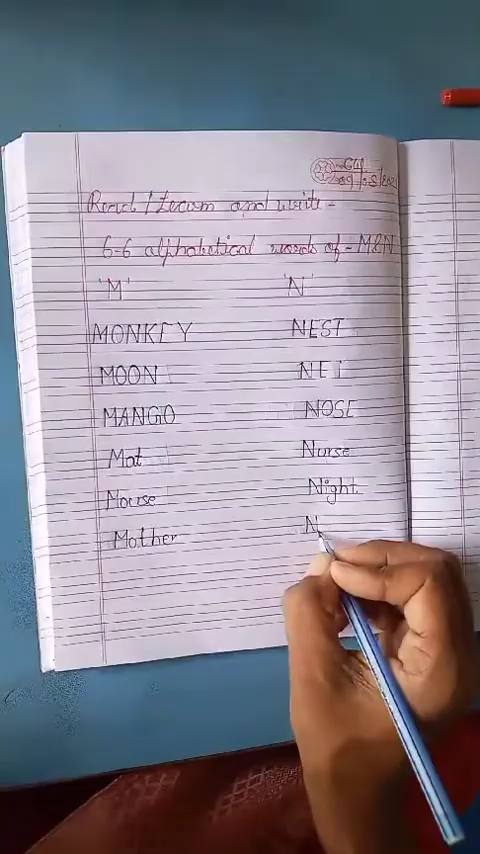 Read / Learn and write -
6-6 alphabetical words of - M&N
'M' 'N'
MONKEY NEST
MOON NET
MANGO NOSE
Mat Nurse
Mouse Night
Mother N